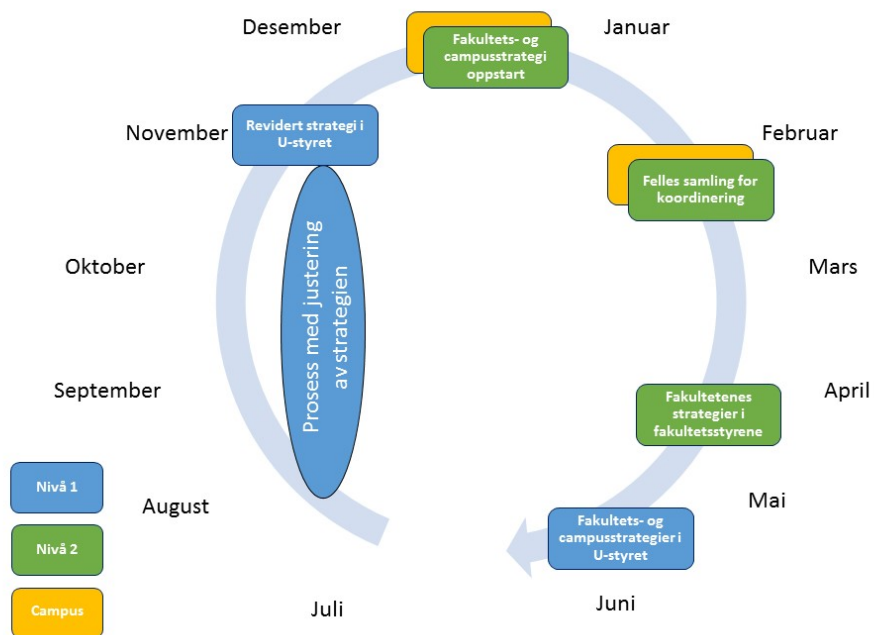 Desember
Januar
Fakultets- og
campusstrategi
oppstart
November
Revidert strategi i
U-styret
Februar
Felles samling for
koordinering
Oktober
Mars
Prosess med justering
av strategien
September
April
Fakultetenes
strategier i
fakultetsstyrene
Nivå 1
August
Mai
Fakultets- og
campusstrategier i
U-styret
Nivå 2
Campus
Juli
Juni